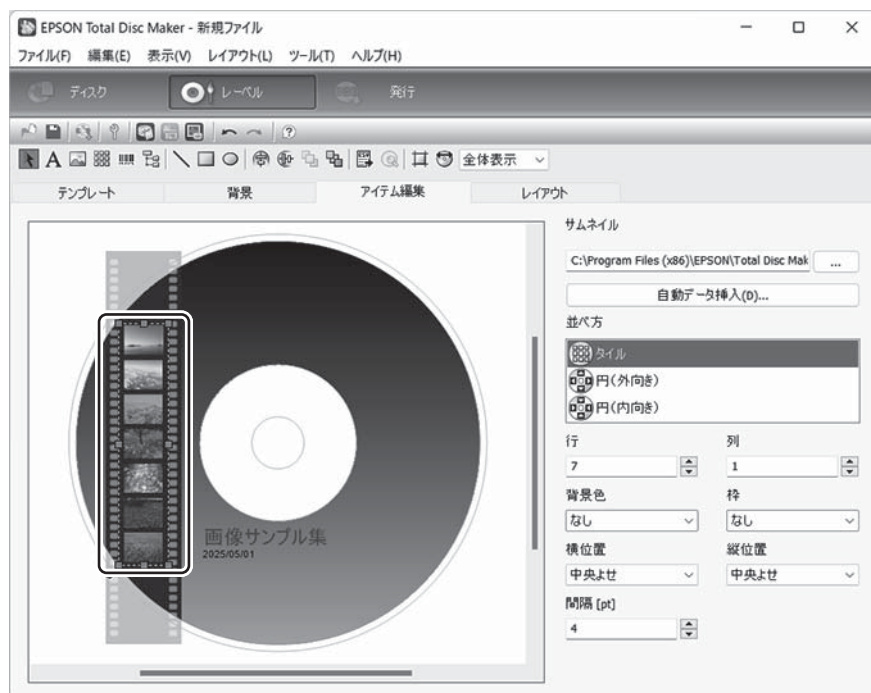 EPSON Total Disc Maker - 新規ファイル
ファイル(F) 編集(E) 表示(V) レイアウト(L) ツール(T) ヘルプ(H)
ディスク レーベル 発行
全体表示
テンプレート 背景 アイテム編集 レイアウト
サムネイル
C:\Program Files (x86)\EPSON\Total Disc Mak ...
自動データ挿入(D)...
並べ方
タイル
円(外向き)
円(内向き)
行 列
7 1
背景色 枠
なし なし
横位置 縦位置
中央よせ 中央よせ
間隔 [pt]
4
画像サンプル集
2025/05/01